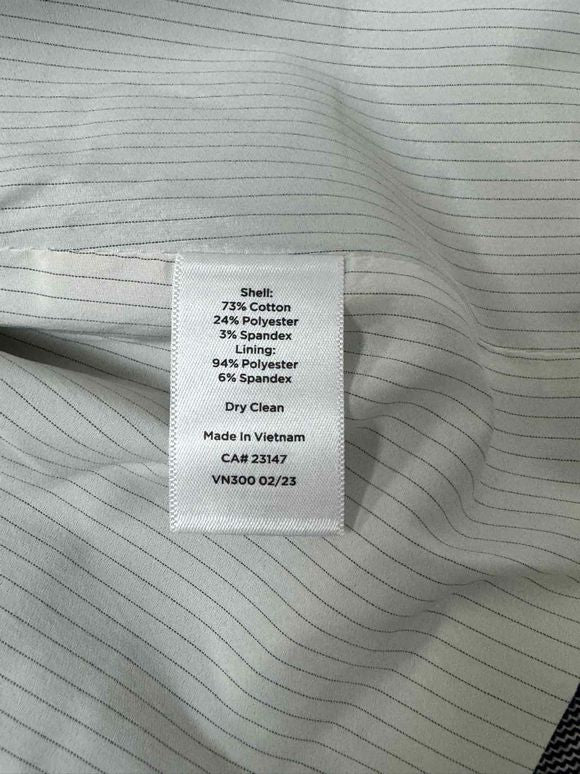 Shell:
73% Cotton
24% Polyester
3% Spandex
Lining:
94% Polyester
6% Spandex
Dry Clean
Made In Vietnam
CA# 23147
VN300 02/23